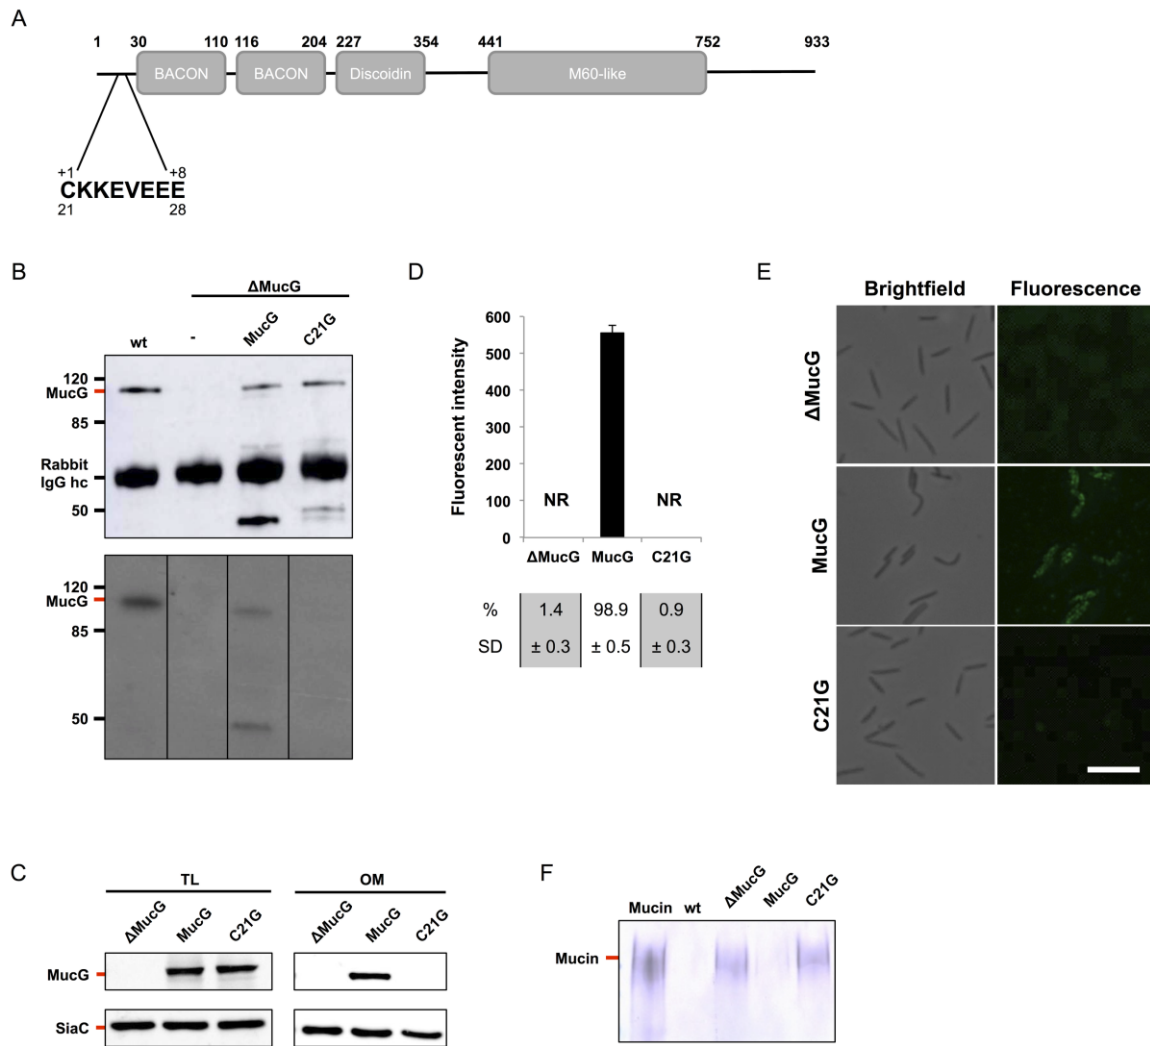 A
1 30 110 116 204 227 354 441 752 933
BACON BACON Discoidin M60-like
+1 +8
CKKEVEEE
21 28
B
ΔMucG
wt - MucG C21G
120
MucG
85
Rabbit
IgG hc
50
120
MucG
85
50
D
Fluorescent intensity
600
500
400
300
200
100
0
NR NR
ΔMucG MucG C21G
% 1.4 98.9 0.9
SD ± 0.3 ± 0.5 ± 0.3
E
Brightfield Fluorescence
ΔMucG
MucG
C21G
C
TL OM
ΔMucG MucG C21G ΔMucG MucG C21G
MucG
SiaC
F
Mucin wt ΔMucG MucG C21G
Mucin